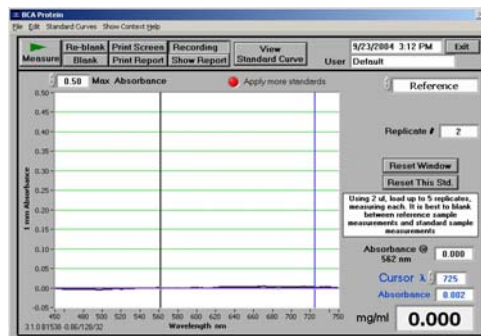 BCA Protein
File Edit Standard Curves Show Context Help
Measure
Re-blank Print Screen Recording
Blank Print Report Show Report
View
Standard Curve
9/23/2004 3:12 PM Exit
User Default
0.50 Max Absorbance
Apply more standards
Reference
Replicate # 2
Reset Window
Reset This Std.
Using 2 ul, load up to 5 replicates,
measuring each. It is best to blank
between reference sample
measurements and standard sample
measurements
Absorbance @
562 nm 0.000
Cursor λ 725
Absorbance 0.002
mg/ml 0.000
1 mm Absorbance
0.50
0.45
0.40
0.35
0.30
0.25
0.20
0.15
0.10
0.05
0.00
-0.05
450 460 480 500 520 540 560 580 600 620 640 660 680 700 720 750
Wavelength nm